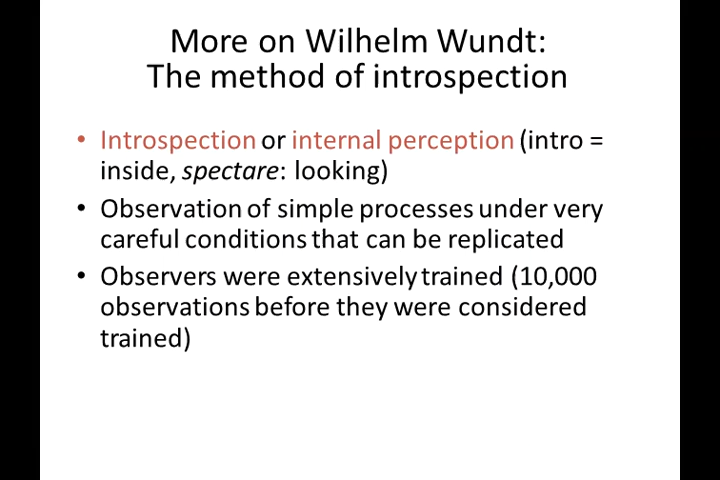 More on Wilhelm Wundt:
The method of introspection
• Introspection or internal perception (intro =
inside, spectare: looking)
• Observation of simple processes under very
careful conditions that can be replicated
• Observers were extensively trained (10,000
observations before they were considered
trained)